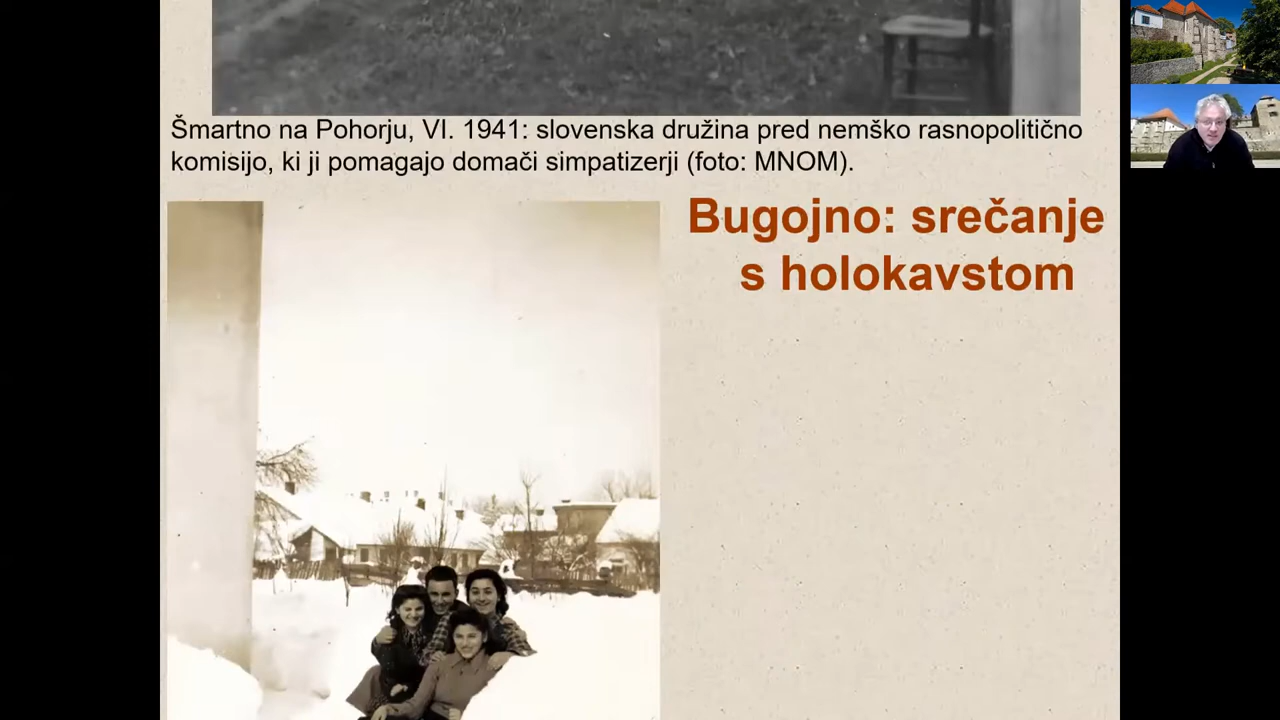 Šmartno na Pohorju, VI. 1941: slovenska družina pred nemško rasnopolitično
komisijo, ki ji pomagajo domači simpatizerji (foto: MNOM).
Bugojno: srečanje
s holokavstom